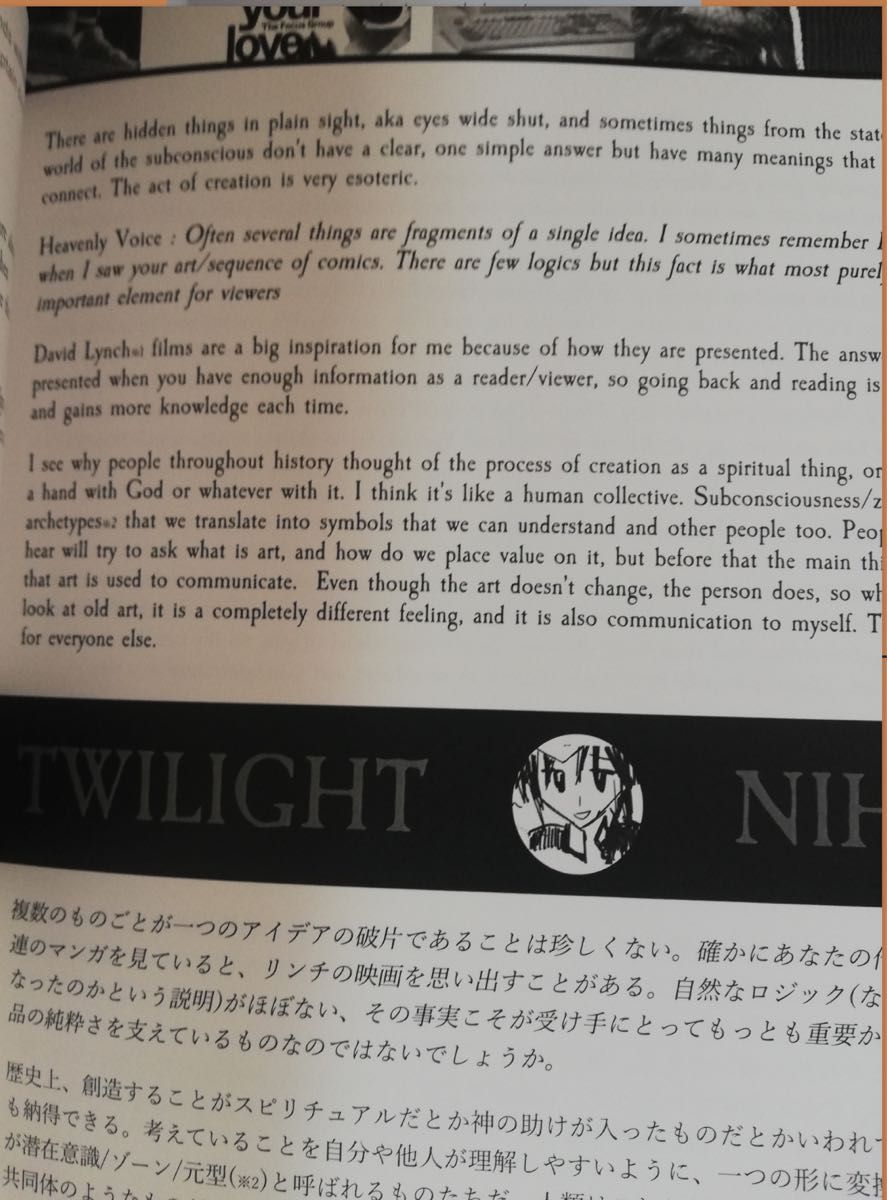 your
The Focus Group
love
There are hidden things in plain sight, aka eyes wide shut, and sometimes things from the stat
world of the subconscious don't have a clear, one simple answer but have many meanings that
connect. The act of creation is very esoteric.
Heavenly Voice : Often several things are fragments of a single idea. I sometimes remember
when I saw your art/sequence of comics. There are few logics but this fact is what most purel
important element for viewers
David Lynch※1 films are a big inspiration for me because of how they are presented. The answ
presented when you have enough information as a reader/viewer, so going back and reading is
and gains more knowledge each time.
I see why people throughout history thought of the process of creation as a spiritual thing, or
a hand with God or whatever with it. I think it's like a human collective. Subconsciousness/z
archetypes※2 that we translate into symbols that we can understand and other people too. Peop
hear will try to ask what is art, and how do we place value on it, but before that the main thi
that art is used to communicate. Even though the art doesn't change, the person does, so wh
look at old art, it is a completely different feeling, and it is also communication to myself. T
for everyone else.
TWILIGHT NIH
複数のものごとが一つのアイデアの破片であることは珍しくない。確かにあなたの作
連のマンガを見ていると、リンチの映画を思い出すことがある。自然なロジック(な
なったのかという説明)がほぼない、その事実こそが受け手にとってもっとも重要か
品の純粋さを支えているものなのではないでしょうか。
歴史上、創造することがスピリチュアルだとか神の助けが入ったものだとかいわれて
も納得できる。考えていることを自分や他人が理解しやすいように、一つの形に変換
が潜在意識/ゾーン/元型(※2)と呼ばれるものたちだ。人類は
共同体のようなもの